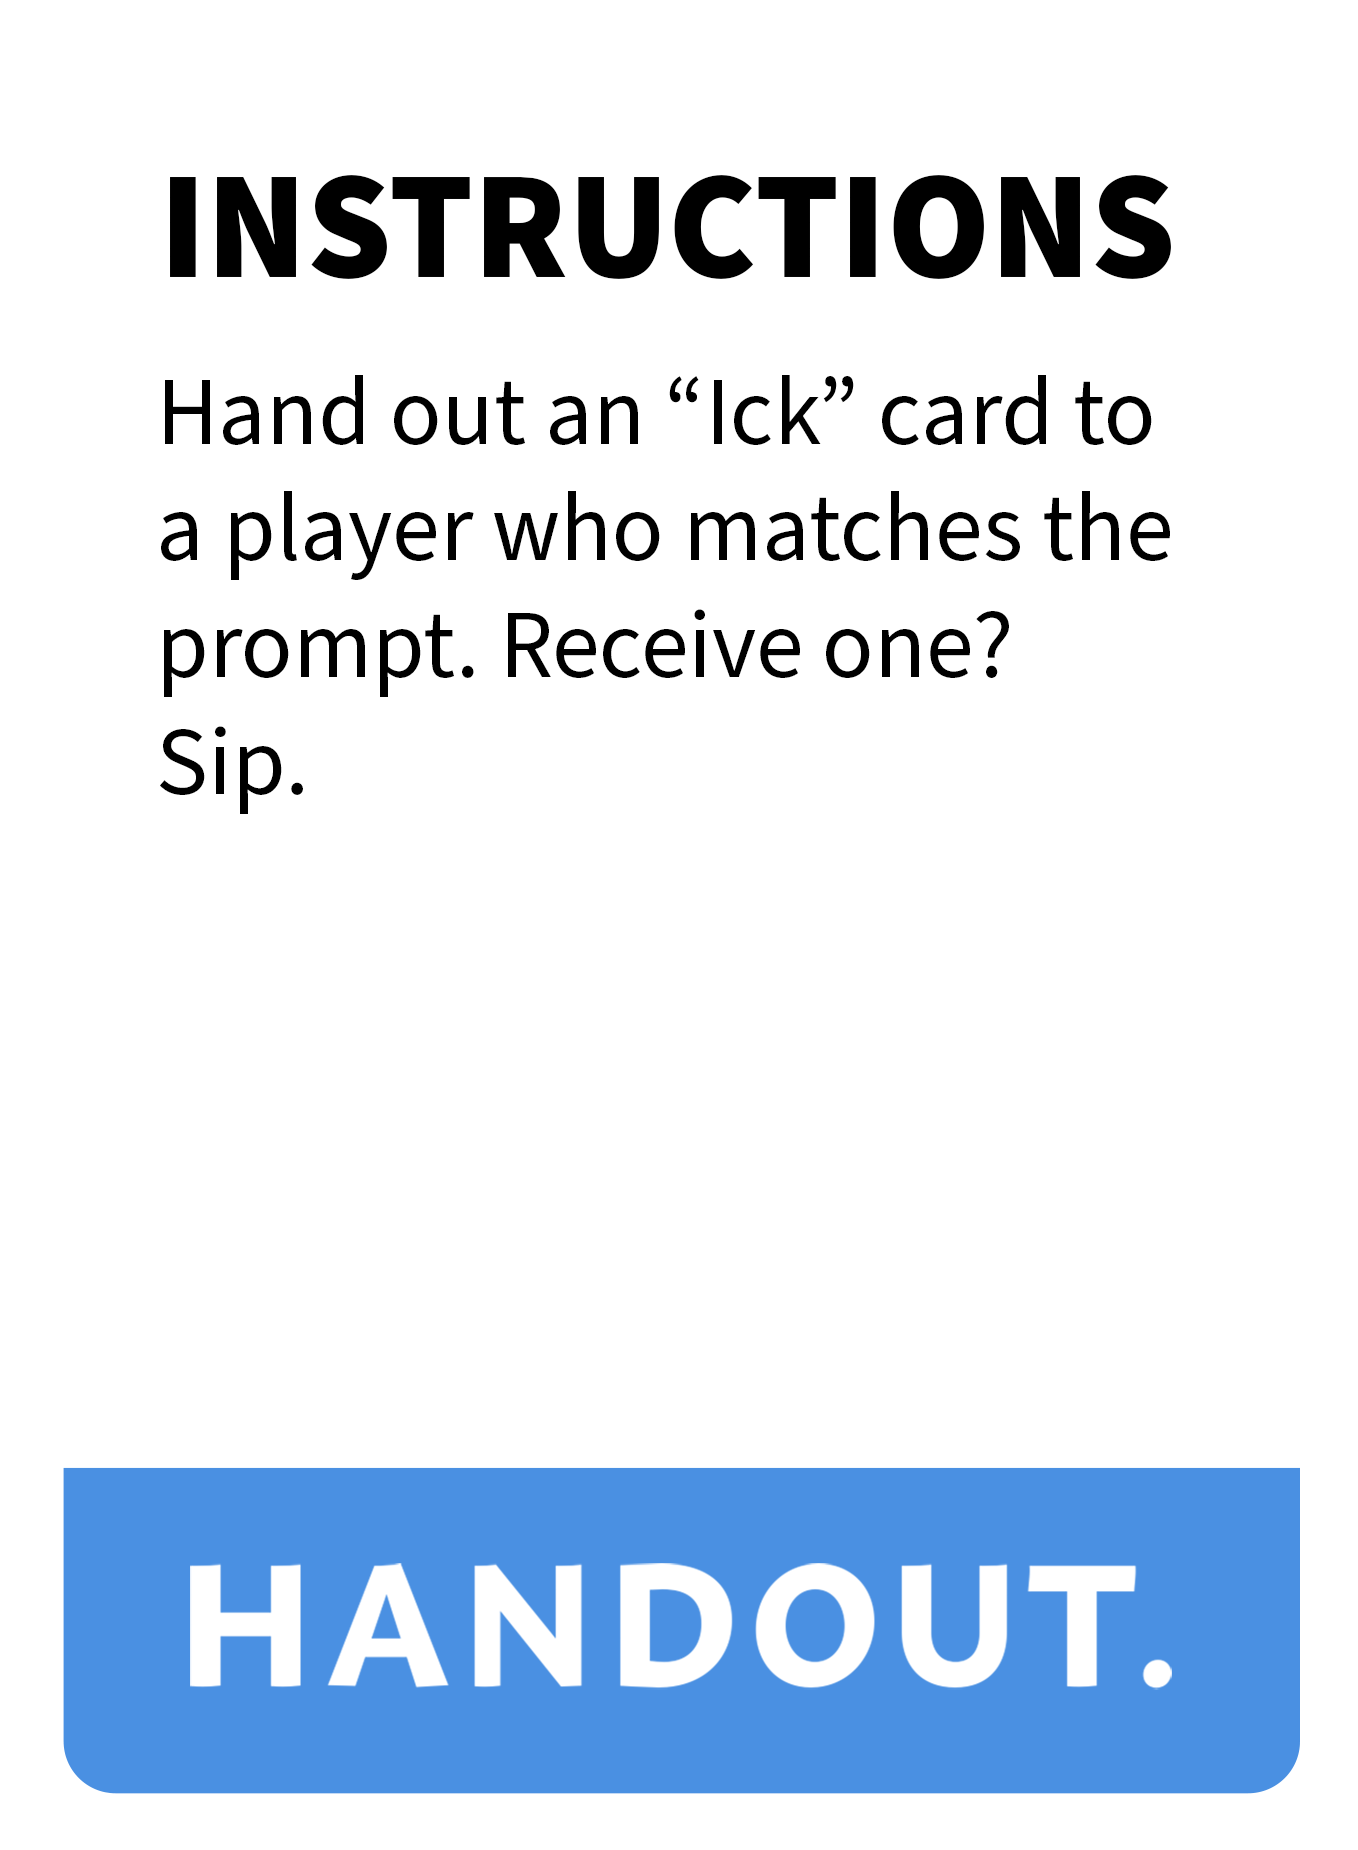 INSTRUCTIONS
Hand out an “Ick” card to
a player who matches the
prompt. Receive one?
Sip.
HANDOUT.